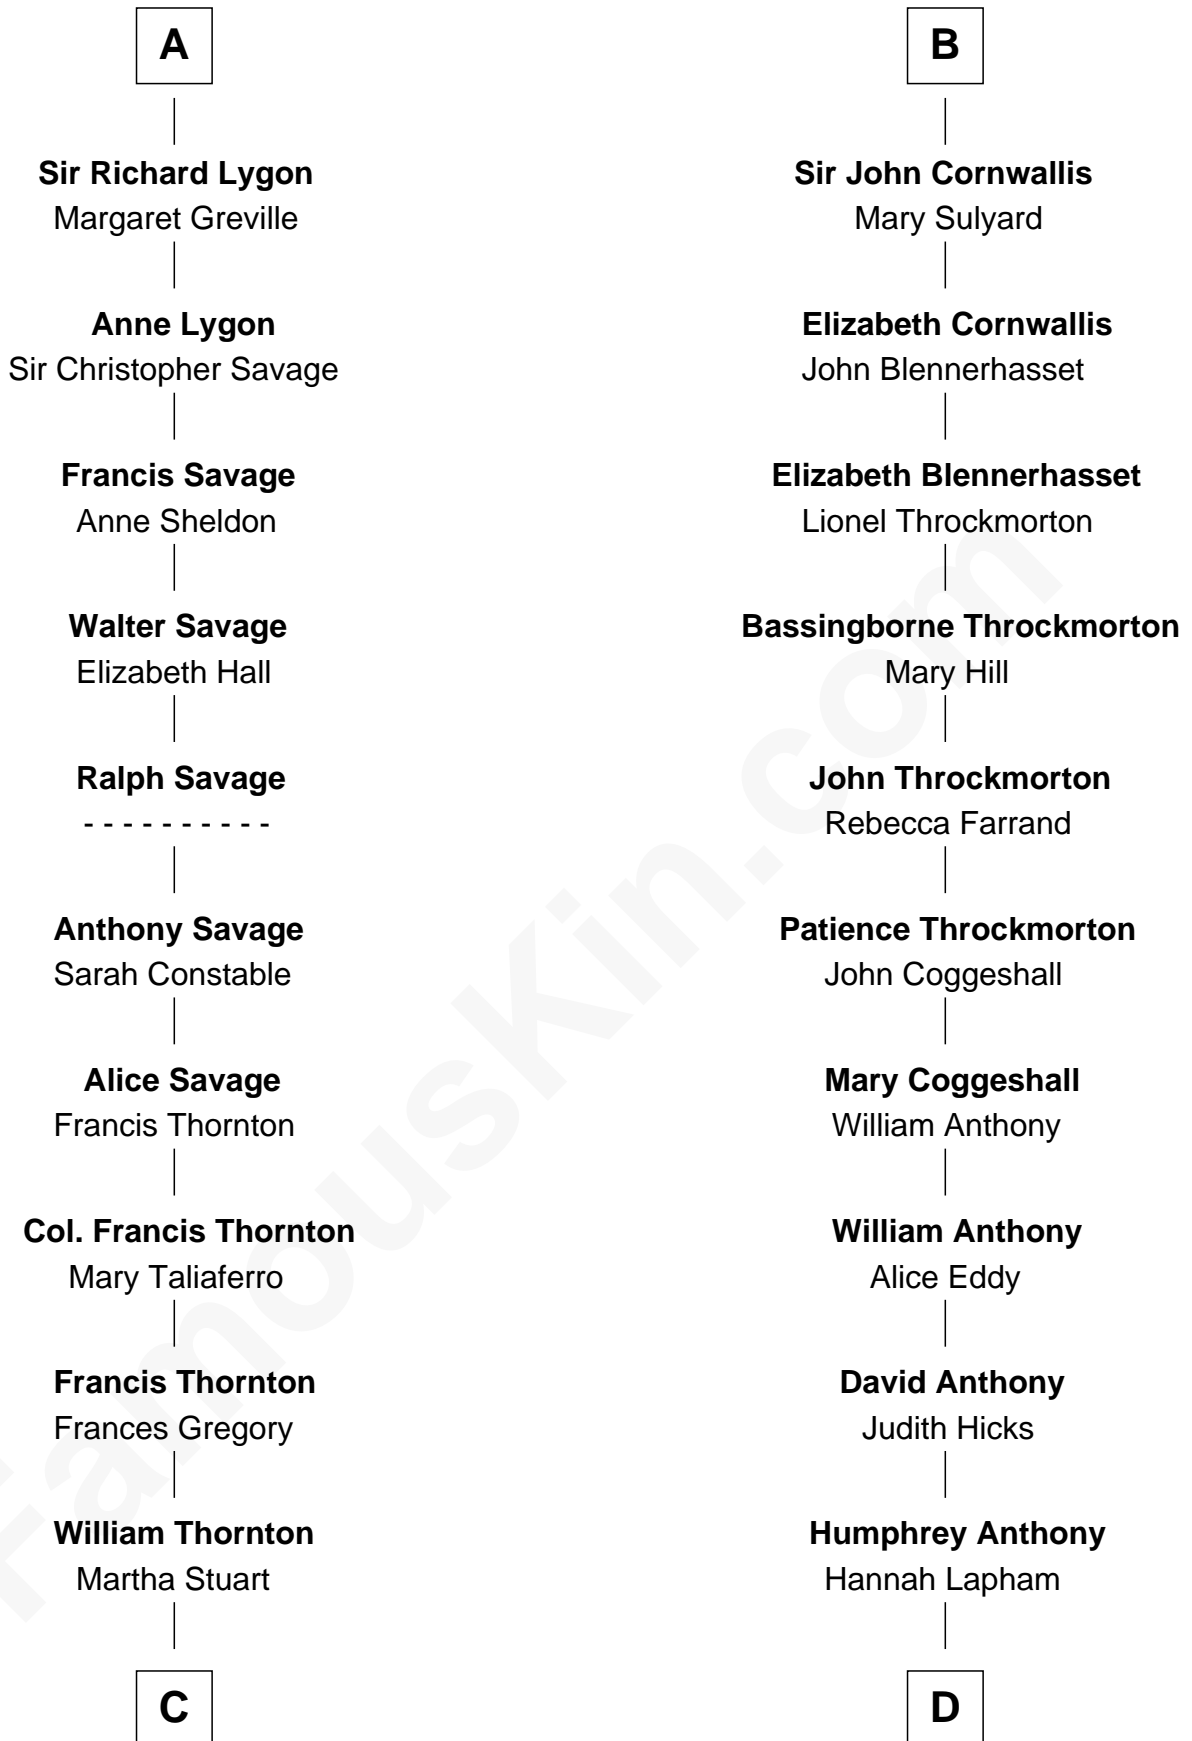 A
Sir Richard Lygon
Margaret Greville
Anne Lygon
Sir Christopher Savage
Francis Savage
Anne Sheldon
Walter Savage
Elizabeth Hall
Ralph Savage
- - - - - - - - - -
Anthony Savage
Sarah Constable
Alice Savage
Francis Thornton
Col. Francis Thornton
Mary Taliaferro
Francis Thornton
Frances Gregory
William Thornton
Martha Stuart
C
B
Sir John Cornwallis
Mary Sulyard
Elizabeth Cornwallis
John Blennerhasset
Elizabeth Blennerhasset
Lionel Throckmorton
Bassingborne Throckmorton
Mary Hill
John Throckmorton
Rebecca Farrand
Patience Throckmorton
John Coggeshall
Mary Coggeshall
William Anthony
William Anthony
Alice Eddy
David Anthony
Judith Hicks
Humphrey Anthony
Hannah Lapham
D
FamousKin.com